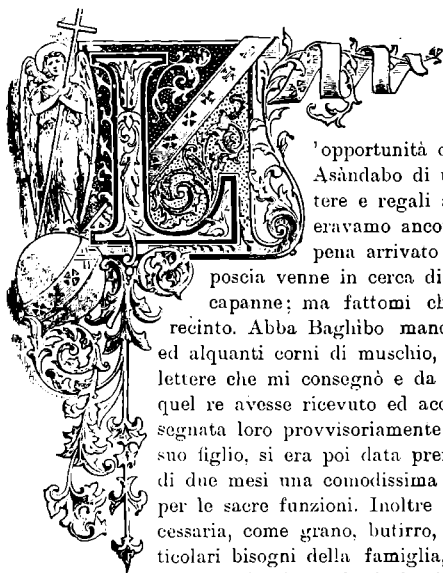 L'opportunità
Asàndabo di
tere e regali
eravamo anco
pena arrivato
poscia venne in cerca di
capanne; ma fattomi ch
recinto. Abba Baghibo mand
ed alquanti corni di muschio,
lettere che mi consegnò e da
quel re avesse ricevuto ed acc
segnata loro provvisoriamente
suo figlio, si era poi data pre
di due mesi una comodissima
per le sacre funzioni. Inoltre
cessaria, come grano, butirro,
ticolari bisogni della famiglia,